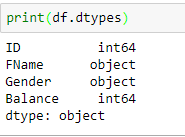 print(df.dtypes)
ID int64
FName object
Gender object
Balance int64
dtype: object